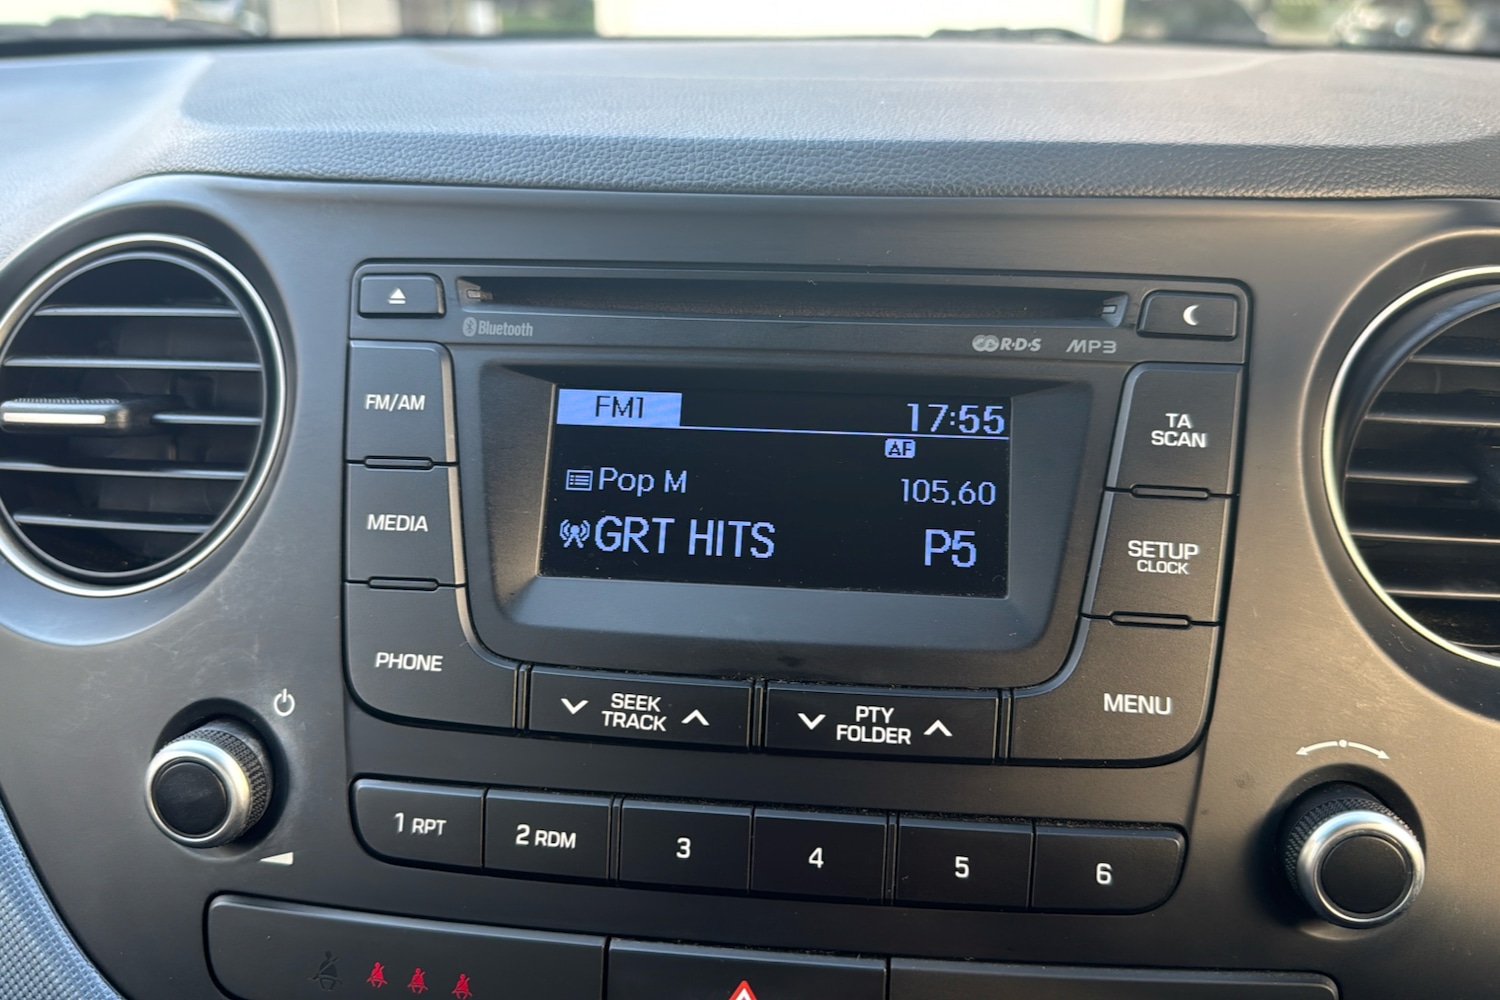 Bluetooth
R·D·S MP3
FM/AM
FM1 17:55
AF
TA
SCAN
Pop M 105.60
GRT HITS P5
MEDIA
SETUP
CLOCK
PHONE
SEEK
TRACK
PTY
FOLDER
MENU
1 RPT 2 RDM 3 4 5 6